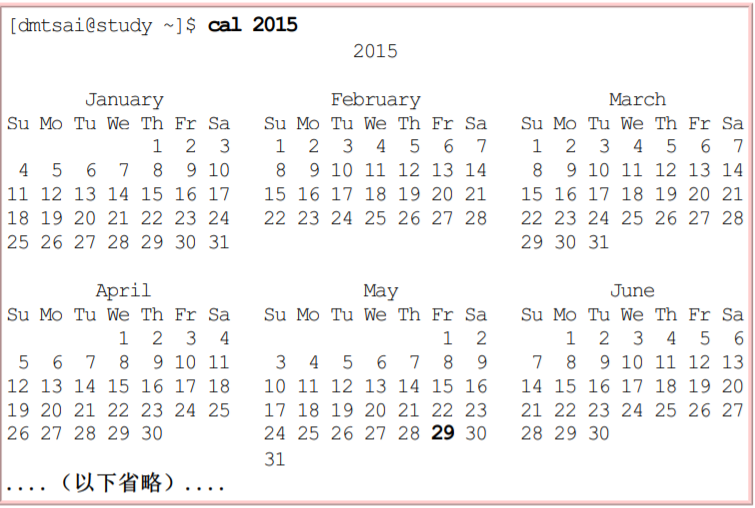 [dmtsai@study ~]$ cal 2015
                               2015

       January               February                 March
Su Mo Tu We Th Fr Sa   Su Mo Tu We Th Fr Sa   Su Mo Tu We Th Fr Sa
             1  2  3    1  2  3  4  5  6  7    1  2  3  4  5  6  7
 4  5  6  7  8  9 10    8  9 10 11 12 13 14    8  9 10 11 12 13 14
11 12 13 14 15 16 17   15 16 17 18 19 20 21   15 16 17 18 19 20 21
18 19 20 21 22 23 24   22 23 24 25 26 27 28   22 23 24 25 26 27 28
25 26 27 28 29 30 31                          29 30 31

        April                   May                   June
Su Mo Tu We Th Fr Sa   Su Mo Tu We Th Fr Sa   Su Mo Tu We Th Fr Sa
          1  2  3  4                   1  2       1  2  3  4  5  6
 5  6  7  8  9 10 11    3  4  5  6  7  8  9    7  8  9 10 11 12 13
12 13 14 15 16 17 18   10 11 12 13 14 15 16   14 15 16 17 18 19 20
19 20 21 22 23 24 25   17 18 19 20 21 22 23   21 22 23 24 25 26 27
26 27 28 29 30         24 25 26 27 28 29 30   28 29 30
                       31
....（以下省略）....